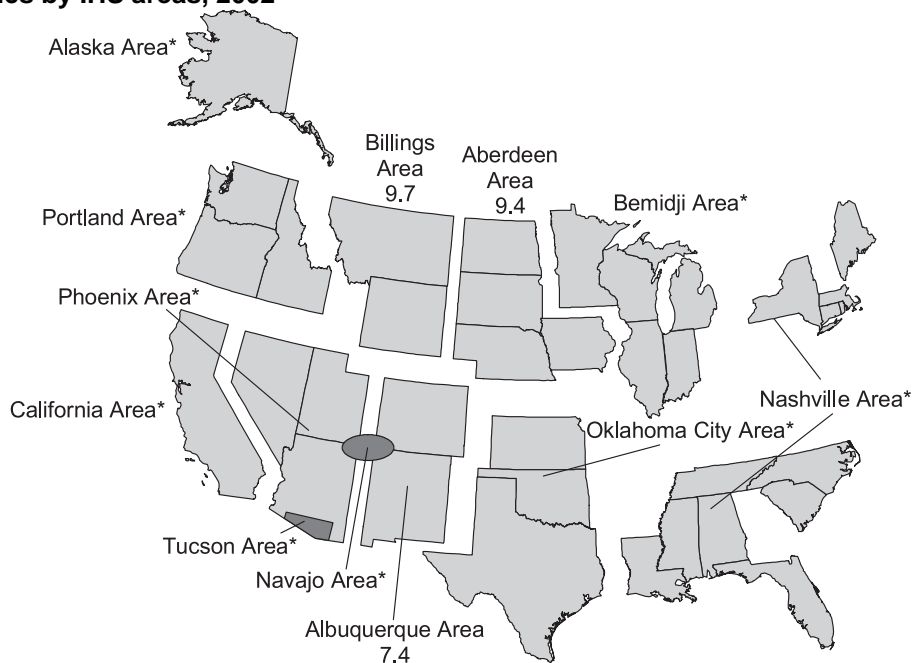 by IHS areas, 2002
Alaska Area*
Billings
Area
9.7
Aberdeen
Area
9.4
Bemidji Area*
Portland Area*
Phoenix Area*
California Area*
Nashville Area*
Oklahoma City Area*
Tucson Area*
Navajo Area*
Albuquerque Area
7.4